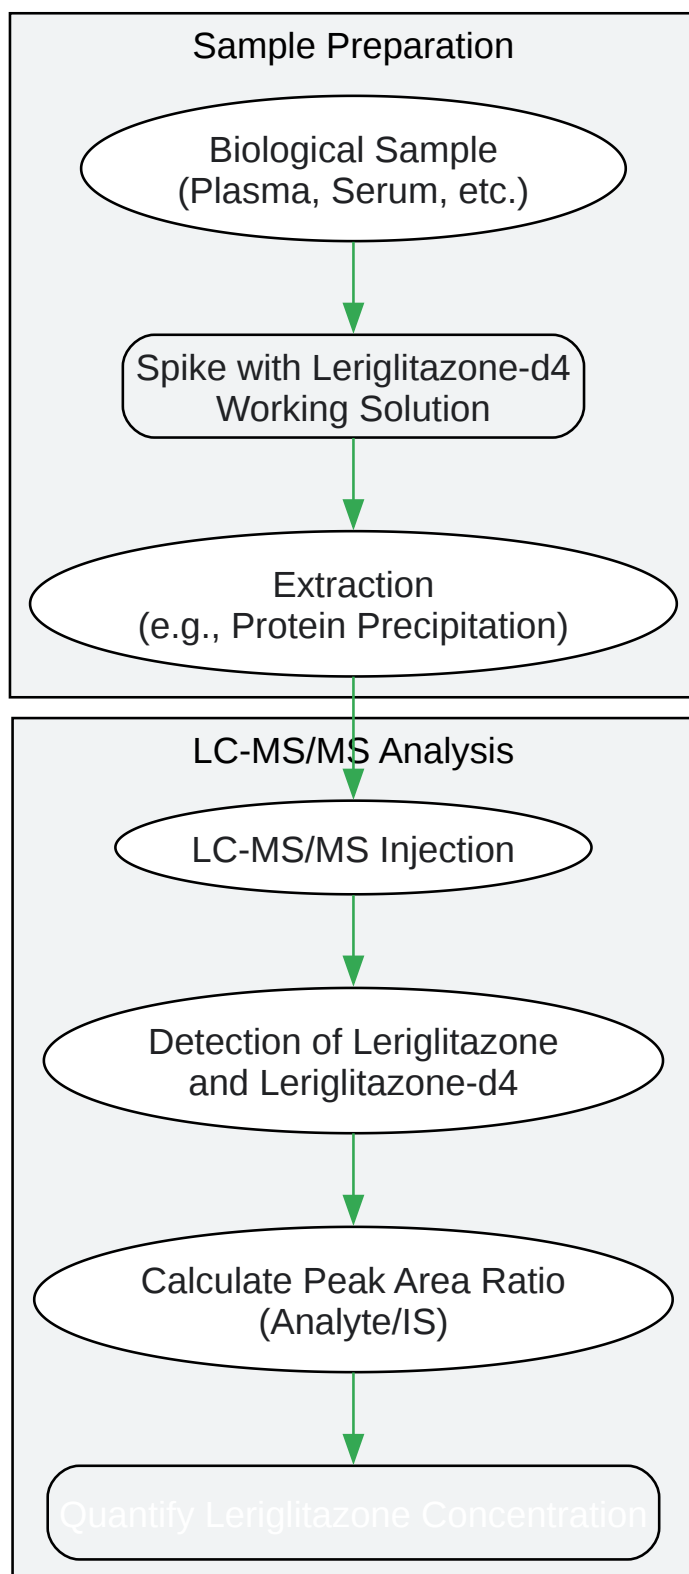 Sample Preparation
Biological Sample
(Plasma, Serum, etc.)
Spike with Leriglitazone-d4
Working Solution
Extraction
(e.g., Protein Precipitation)
LC-MS/MS Analysis
LC-MS/MS Injection
Detection of Leriglitazone
and Leriglitazone-d4
Calculate Peak Area Ratio
(Analyte/IS)
Quantify Leriglitazone Concentration